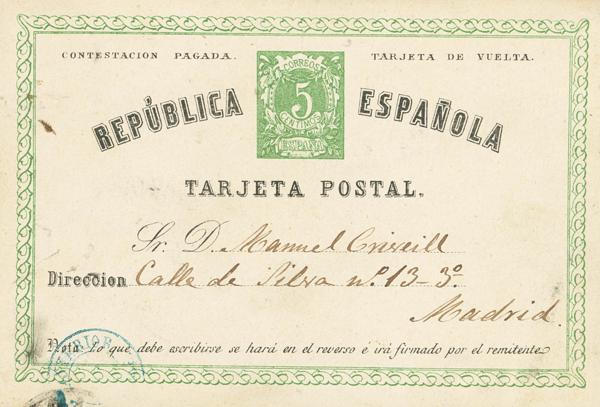 CONTESTACION PAGADA.
TARJETA DE VUELTA.
CORREOS
5
CENTIMOS
ESPAÑA
REPÚBLICA ESPAÑOLA
TARJETA POSTAL.
Sr. D. Manuel
Direccion Calle de Silva nº 13-3º
Madrid.
Nota Lo que debe escribirse se hará en el reverso é irá firmado por el remitente.